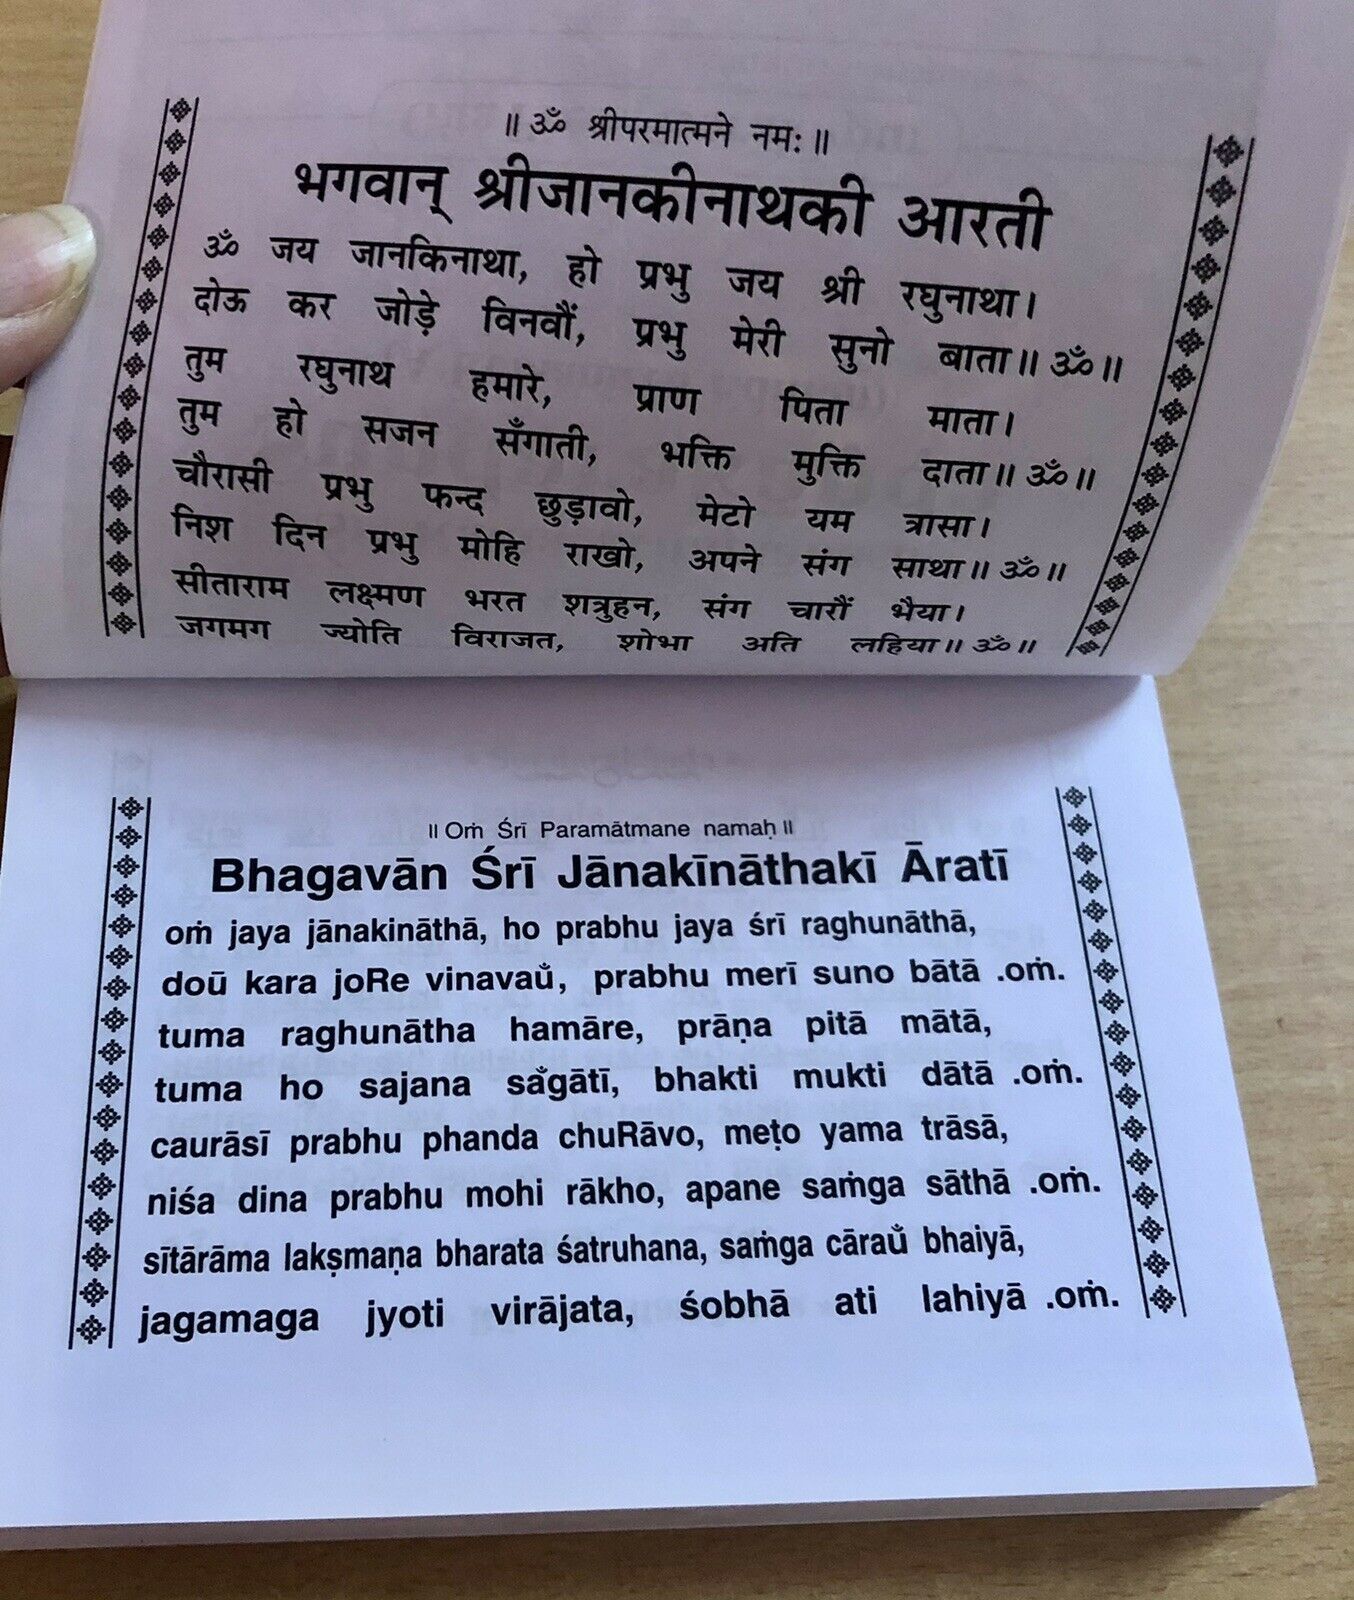 ॥ ॐ श्रीपरमात्मने नमः॥
भगवान् श्रीजानकीनाथकी आरती
ॐ जय जानकिनाथा, हो प्रभु जय श्री रघुनाथा।
दोऊ कर जोड़े विनवौं, प्रभु मेरी सुनो बाता॥ ॐ॥
तुम रघुनाथ हमारे, प्राण पिता माता।
तुम हो सजन सँगाती, भक्ति मुक्ति दाता॥ ॐ॥
चौरासी प्रभु फन्द छुड़ावो, मेटो यम त्रासा।
निश दिन प्रभु मोहि राखो, अपने संग साथा॥ ॐ॥
सीताराम लक्ष्मण भरत शत्रुहन, संग चारौं भैया।
जगमग ज्योति विराजत, शोभा अति लहिया॥ ॐ॥
॥ Oṁ Śrī Paramātmane namaḥ॥
Bhagavān Śrī Jānakīnāthakī Āratī
oṁ jaya jānakināthā, ho prabhu jaya śrī raghunāthā,
doū kara joRe vinavaům̐, prabhu merī suno bātā .oṁ.
tuma raghunātha hamāre, prāṇa pitā mātā,
tuma ho sajana sam̐gātī, bhakti mukti dātā .oṁ.
caurāsī prabhu phanda chuRāvo, meṭo yama trāsā,
niśa dina prabhu mohi rākho, apane saṁga sāthā .oṁ.
sītārāma lakṣmaṇa bharata śatruhana, saṁga cāraům̐ bhaiyā,
jagamaga jyoti virājata, śobhā ati lahiyā .oṁ.